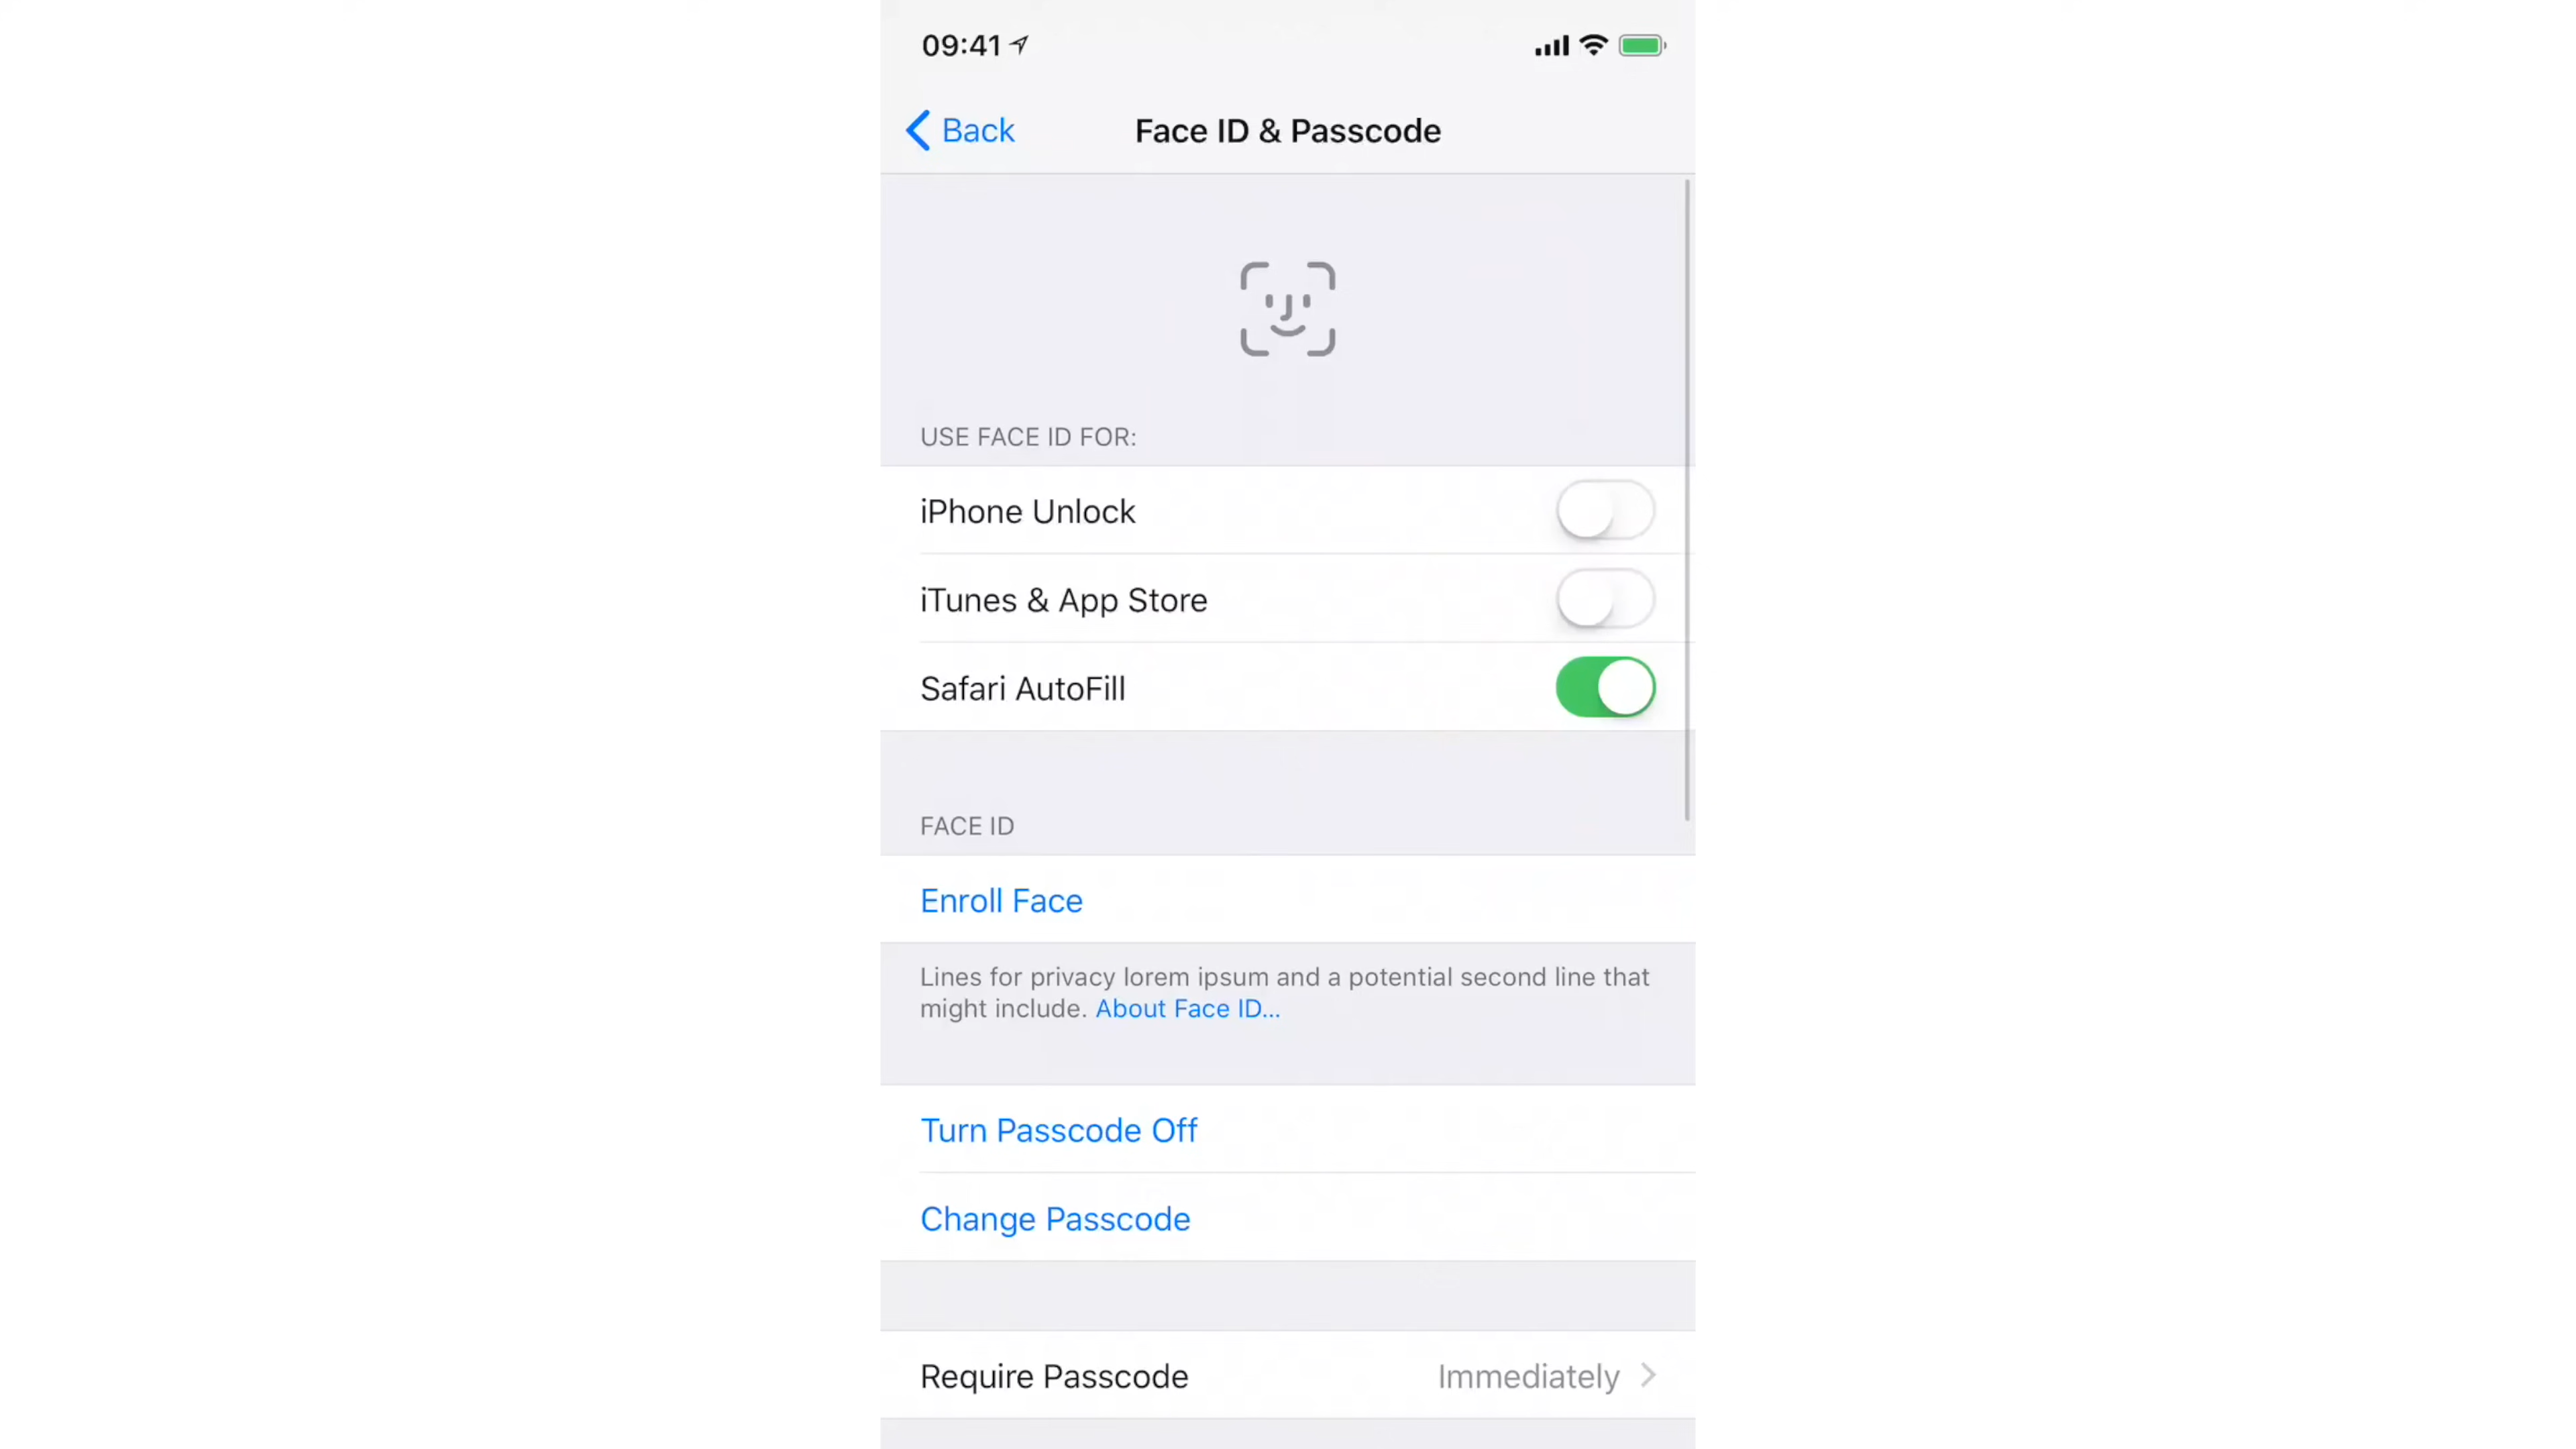 09:41
Back
Face ID & Passcode
USE FACE ID FOR:
iPhone Unlock
iTunes & App Store
Safari AutoFill
FACE ID
Enroll Face
Lines for privacy lorem ipsum and a potential second line that
might include. About Face ID...
Turn Passcode Off
Change Passcode
Require Passcode Immediately